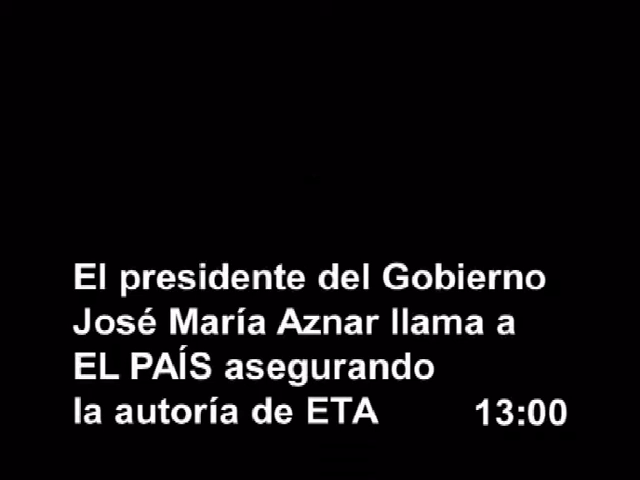 El presidente del Gobierno
José María Aznar llama a
EL PAÍS asegurando
la autoría de ETA 13:00